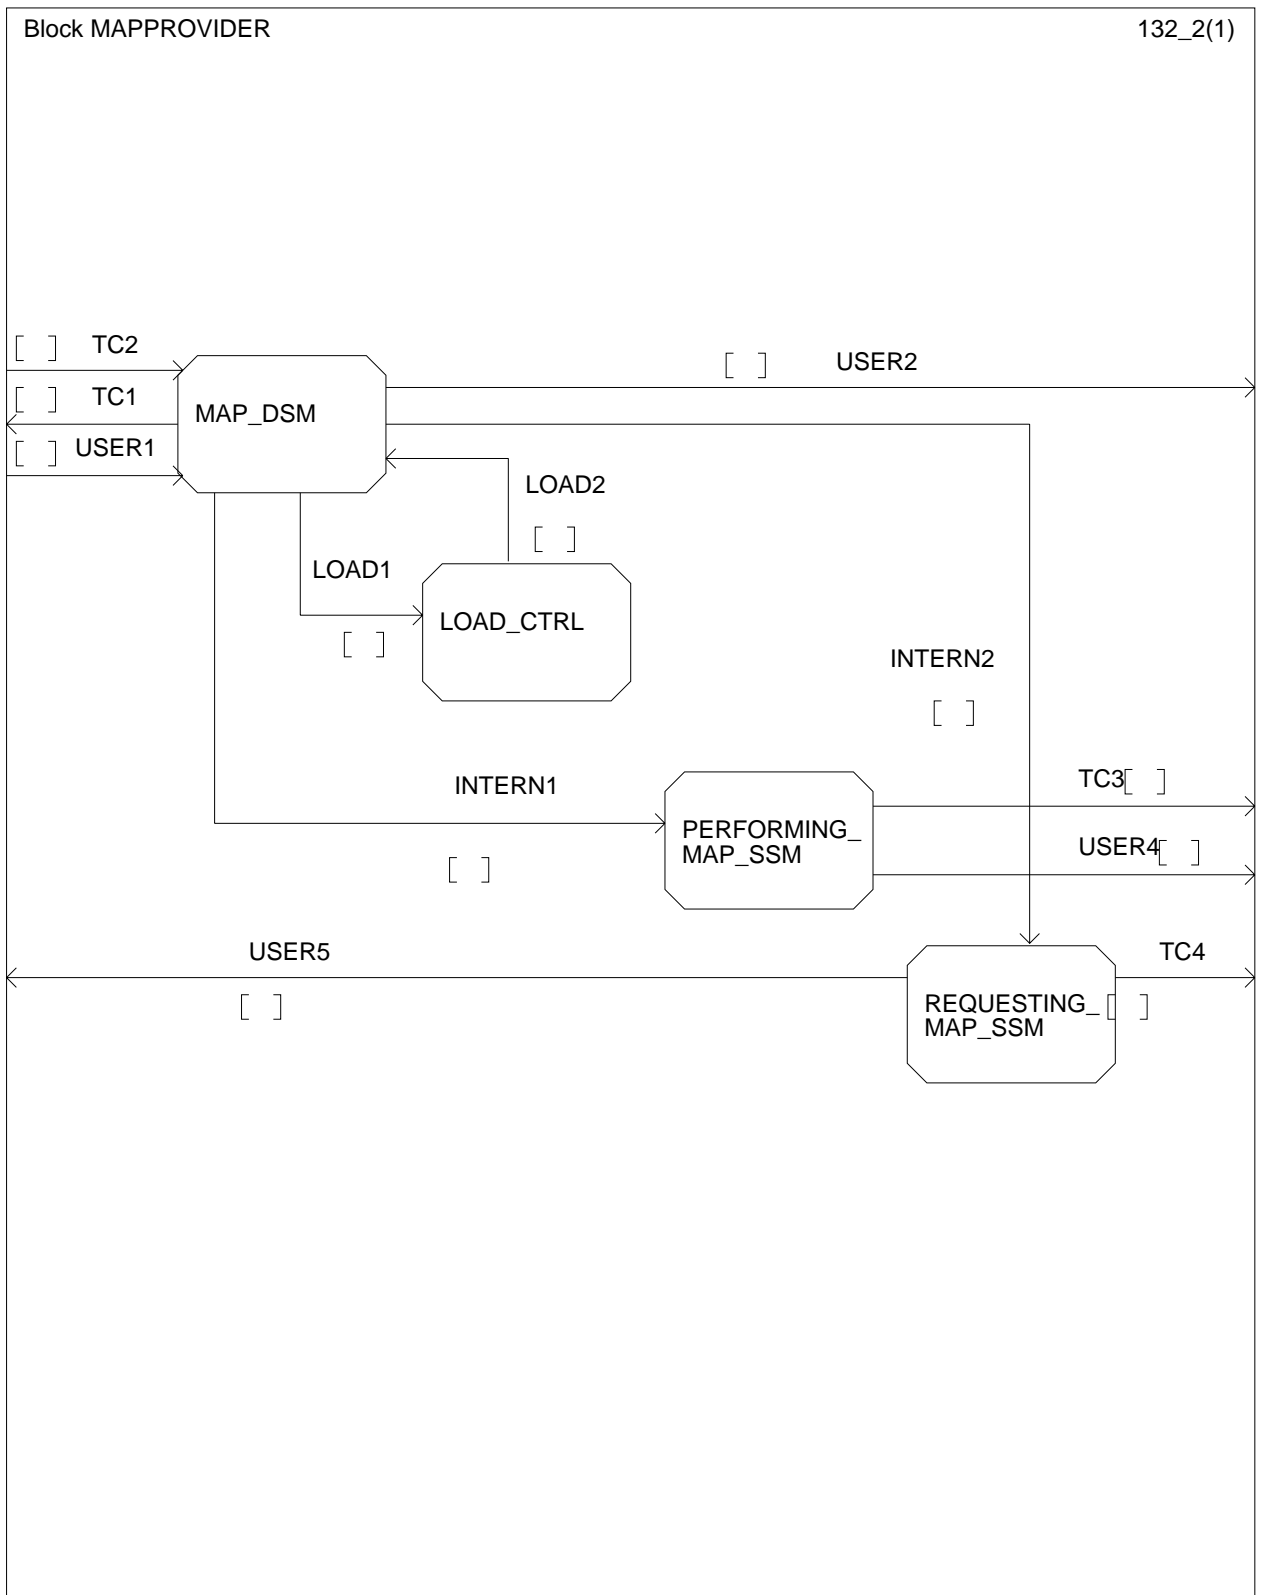 Block MAPPROVIDER 132_2(1)
[ ] TC2
[ ] USER2
[ ] TC1
MAP_DSM
[ ] USER1
LOAD2
[ ]
LOAD1
LOAD_CTRL
[ ]
INTERN2
[ ]
INTERN1
TC3[ ]
PERFORMING_
MAP_SSM
USER4[ ]
[ ]
USER5
TC4
[ ]
REQUESTING_[ ]
MAP_SSM